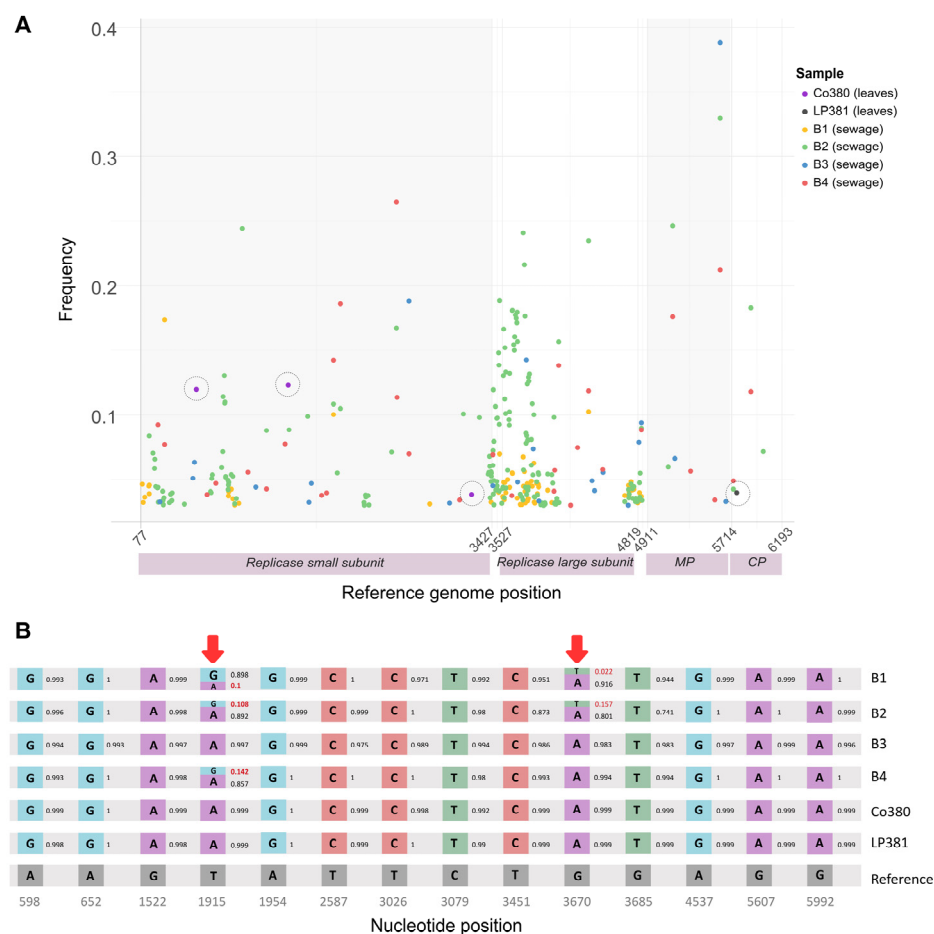 A
Frequency
0.4
0.3
0.2
0.1
Sample
Co380 (leaves)
LP381 (leaves)
B1 (sewage)
B2 (sewage)
B3 (sewage)
B4 (sewage)
77 3427 3527 4819 4911 5714 6193
Replicase small subunit Replicase large subunit MP CP
Reference genome position
B
G 0.993 G 1 A 0.999 G 0.898 A 0.1 G 0.999 C 1 C 0.971 T 0.992 C 0.951 T 0.022 A 0.916 T 0.944 G 0.999 A 0.999 A 1 B1
G 0.996 G 1 A 0.998 G 0.108 A 0.892 G 0.999 C 0.999 C 0.999 T 0.98 C 0.873 T 0.157 A 0.801 T 0.741 G 1 A 1 A 0.999 B2
G 0.994 G 0.993 A 0.997 A 0.997 G 0.999 C 0.975 C 0.989 T 0.994 C 0.986 A 0.983 T 0.983 G 0.997 A 0.999 A 0.996 B3
G 0.993 G 1 A 0.998 G 0.142 A 0.857 G 1 C 1 C 1 T 0.98 C 0.993 A 0.994 T 0.994 G 1 A 1 A 1 B4
G 0.999 G 1 A 0.999 A 0.999 G 1 C 0.999 C 0.998 T 0.992 C 0.999 A 0.999 T 0.999 G 0.999 A 0.999 A 0.999 Co380
G 0.998 G 1 A 0.998 A 0.999 G 1 C 0.999 C 1 T 0.99 C 0.999 A 0.999 T 0.999 G 0.999 A 0.999 A 0.999 LP381
A A G T A T T C T G G A G G Reference
598 652 1522 1915 1954 2587 3026 3079 3451 3670 3685 4537 5607 5992
Nucleotide position